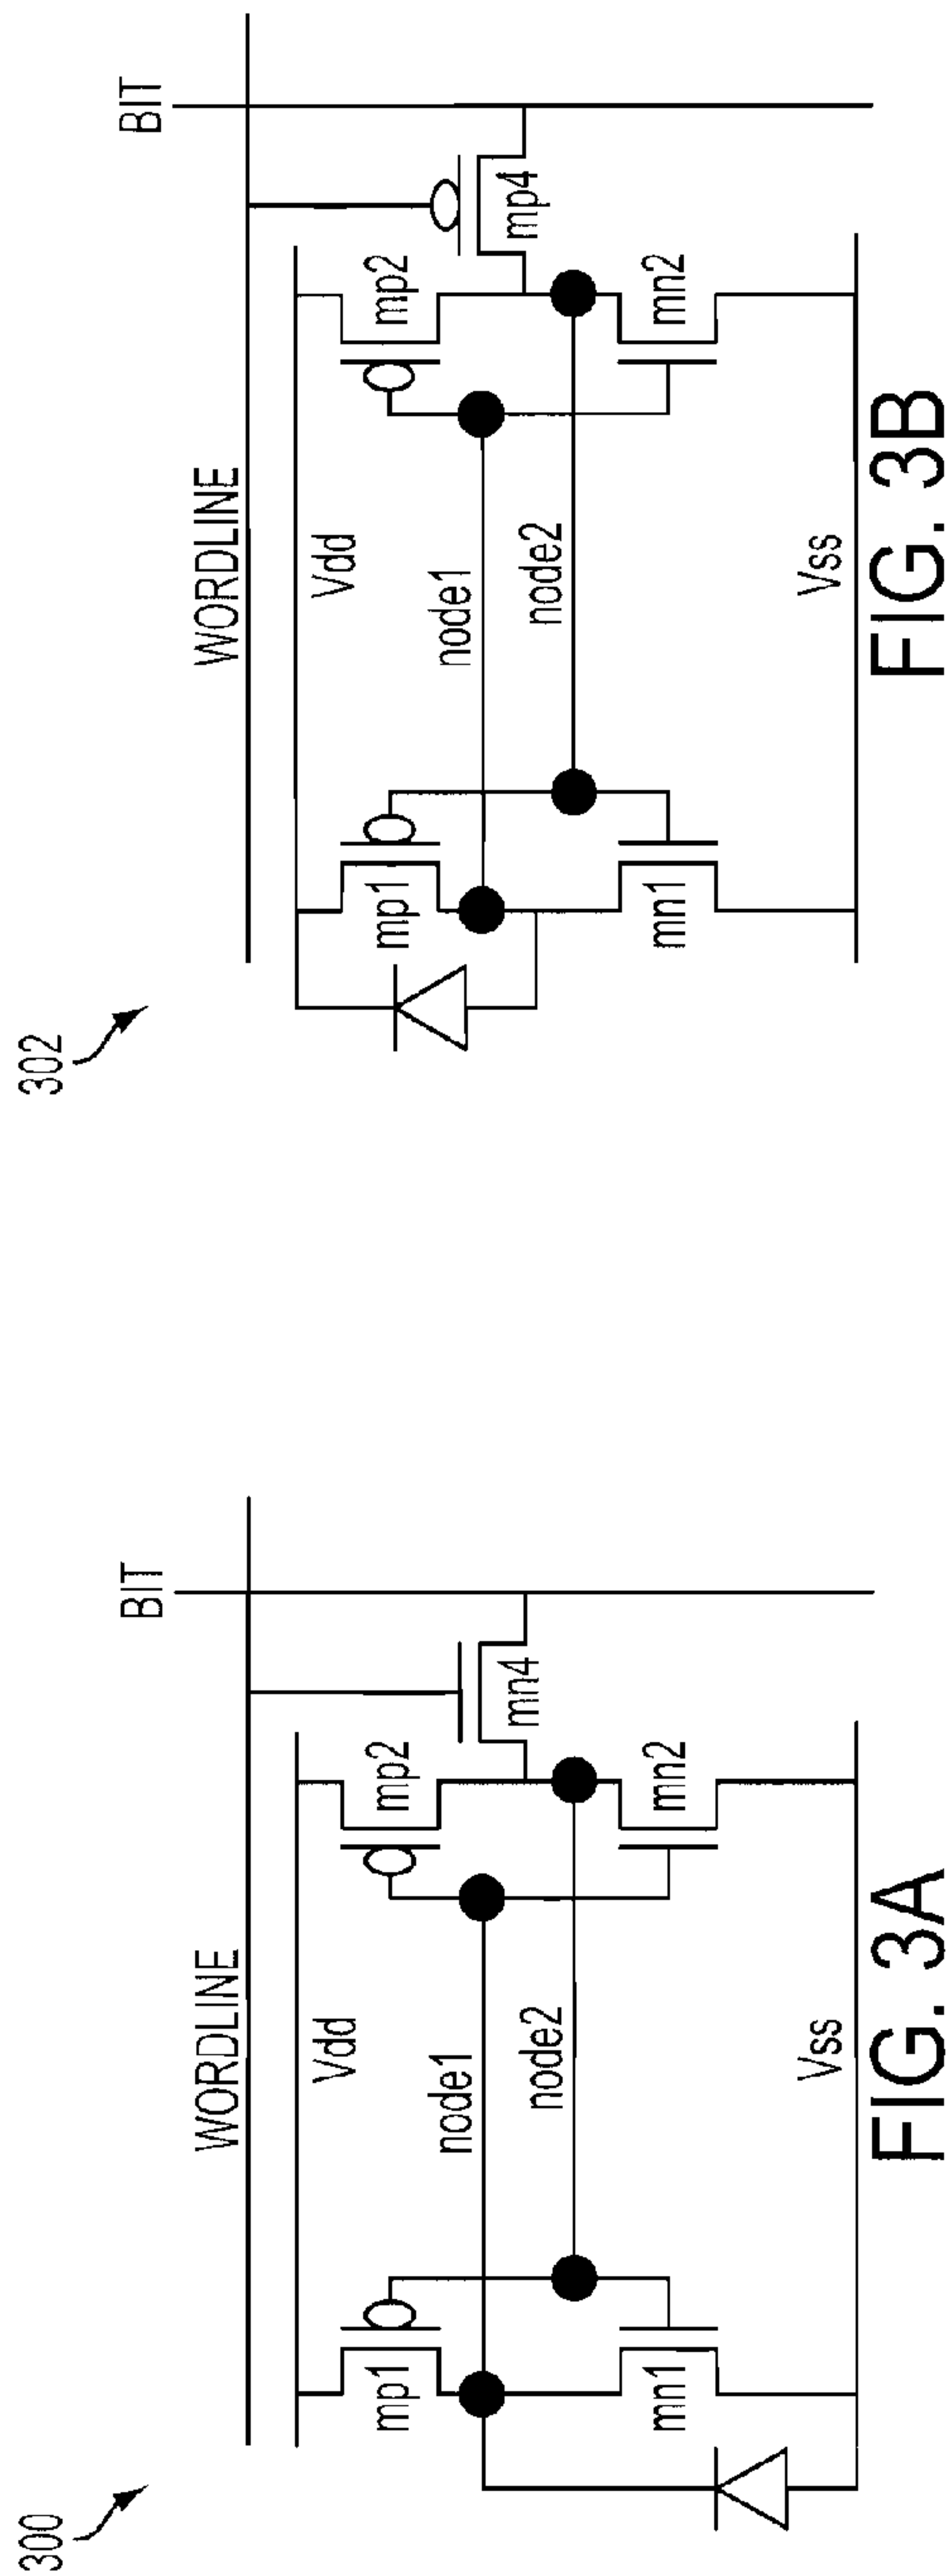 300
WORDLINE
BIT
Vdd
mp1
mp2
node1
mn4
node2
mn1
mn2
Vss
FIG. 3A
302
WORDLINE
BIT
Vdd
mp1
mp2
node1
mp4
node2
mn1
mn2
Vss
FIG. 3B